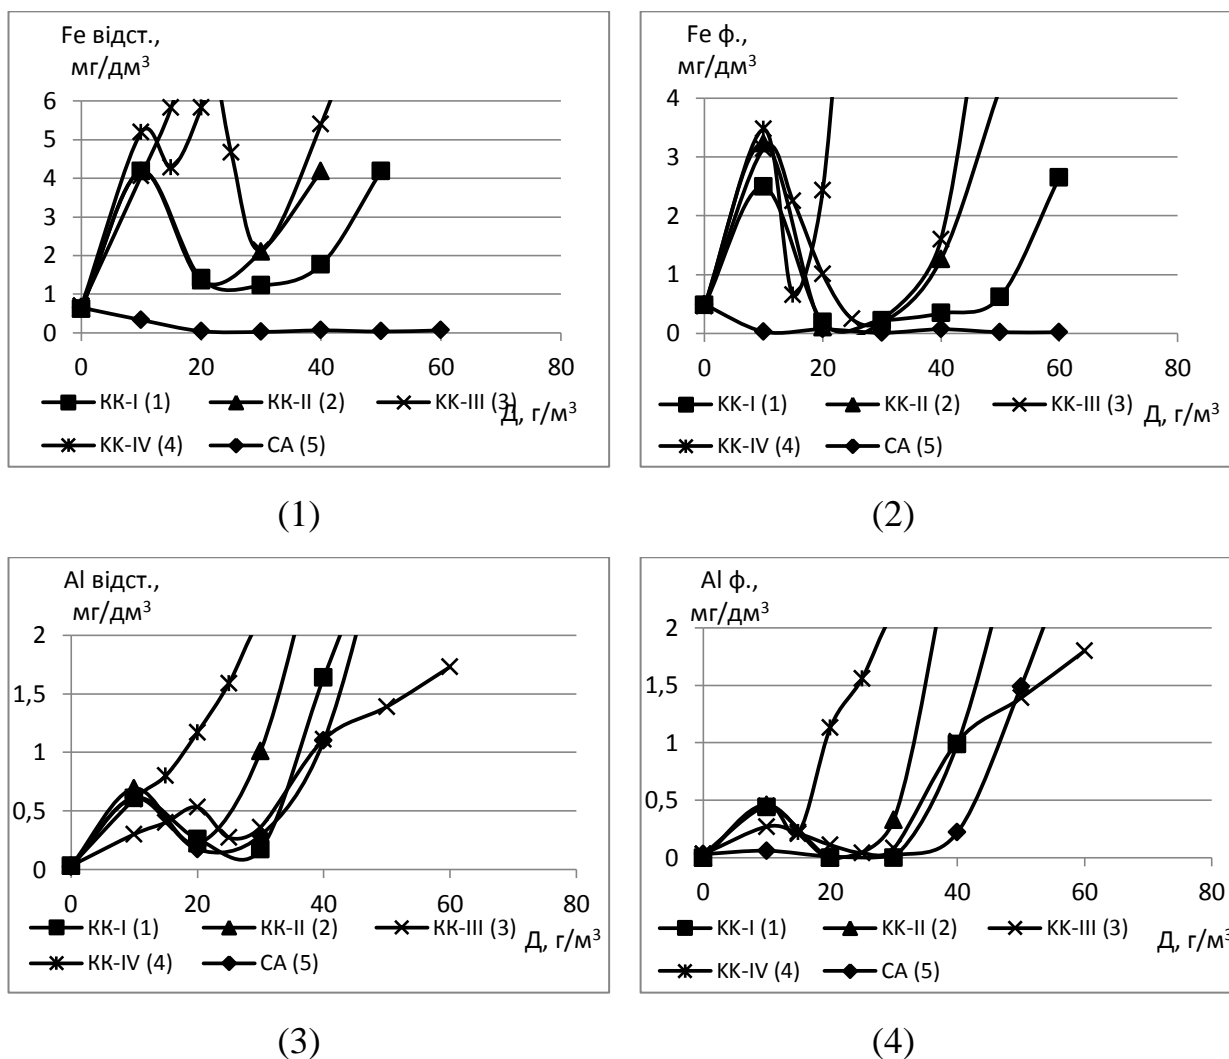 Fe відст.,
мг/дм³
6
5
4
3
2
1
0
0 20 40 60 80
КК-I (1) КК-II (2) КК-III (3)
Д, г/м³
КК-IV (4) СА (5)
(1)
Fe ф.,
мг/дм³
4
3
2
1
0
0 20 40 60 80
КК-I (1) КК-II (2) КК-III (3)
Д, г/м³
КК-IV (4) СА (5)
(2)
Al відст.,
мг/дм³
2
1,5
1
0,5
0
0 20 40 60 80
КК-I (1) КК-II (2) КК-III (3)
Д, г/м³
КК-IV (4) СА (5)
(3)
Al ф.,
мг/дм³
2
1,5
1
0,5
0
0 20 40 60 80
КК-I (1) КК-II (2) КК-III (3)
Д, г/м³
КК-IV (4) СА (5)
(4)